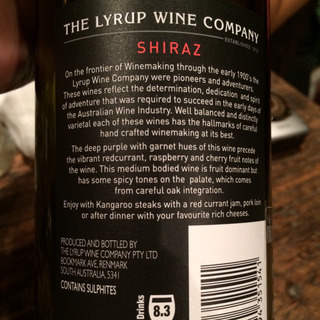 THE LYRUP WINE COMPANY
SHIRAZ
On the frontier of Winemaking through the early 1900's the
Lyrup Wine Company were pioneers and adventurers.
These wines reflect the determination, dedication and spirit
of adventure that was required to succeed in the early days of
the Australian Wine Industry. Well balanced and distinctly
varietal each of these wines has the hallmarks of careful
hand crafted winemaking at its best.
The deep purple with garnet hues of this wine precede
the vibrant redcurrant, raspberry and cherry fruit notes of
the wine. This medium bodied wine is fruit dominant but
has some spicy tones on the palate, which comes
from careful oak integration.
Enjoy with Kangaroo steaks with a red currant jam, pork loin
or after dinner with your favourite rich cheeses.
PRODUCED AND BOTTLED BY
THE LYRUP WINE COMPANY PTY LTD
BOOKMARK AVE, RENMARK
SOUTH AUSTRALIA, 5341
CONTAINS SULPHITES
Drinks
8.3